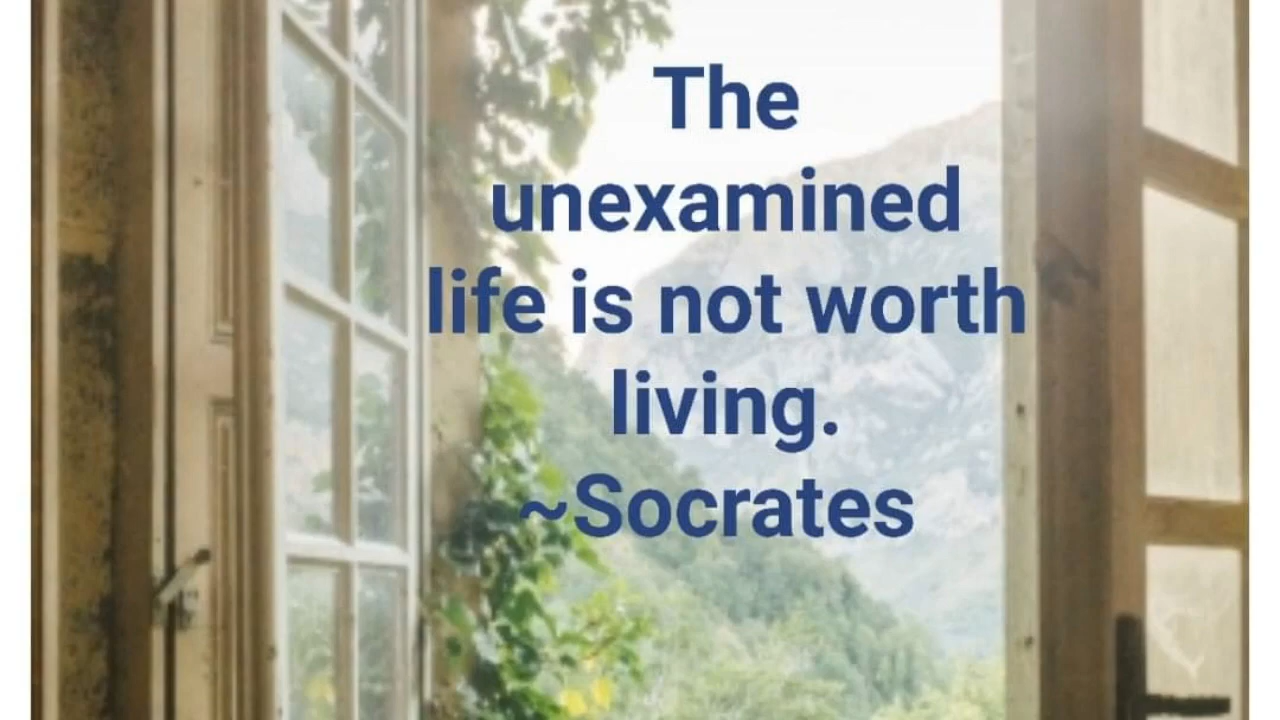 The
unexamined
life is not worth
living.
~Socrates